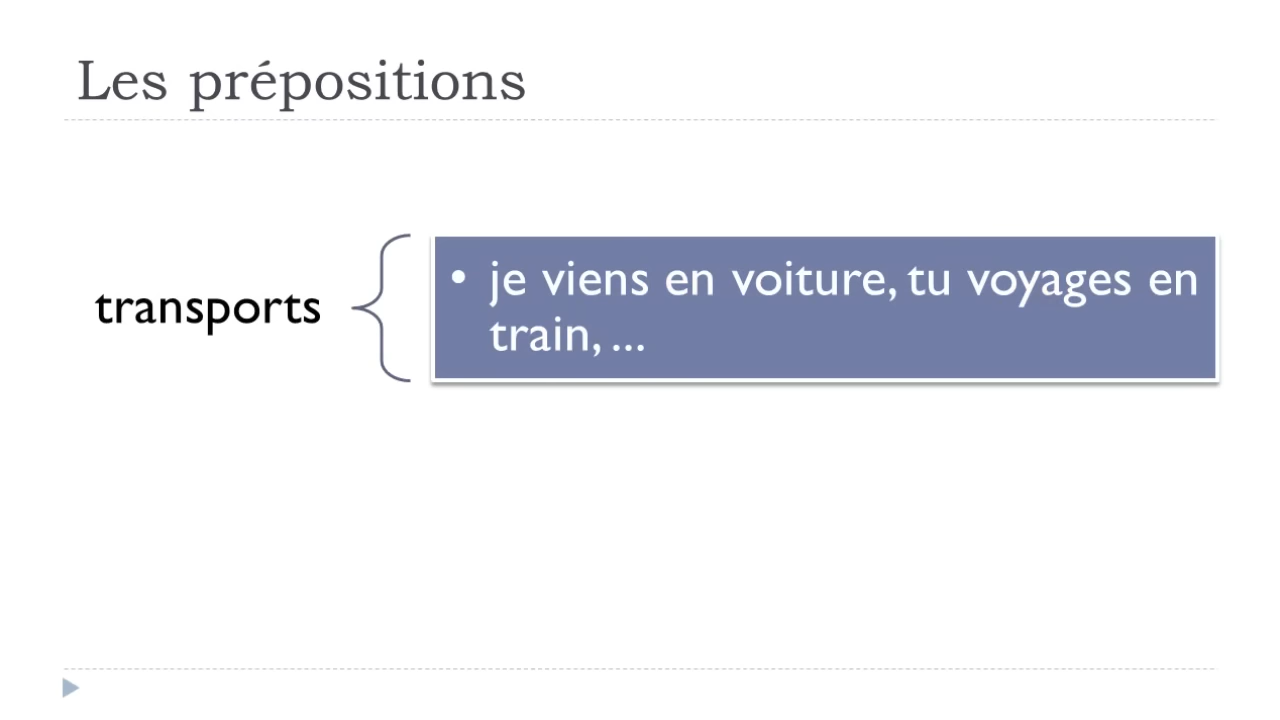 Les prépositions
transports
• je viens en voiture, tu voyages en
train, ...